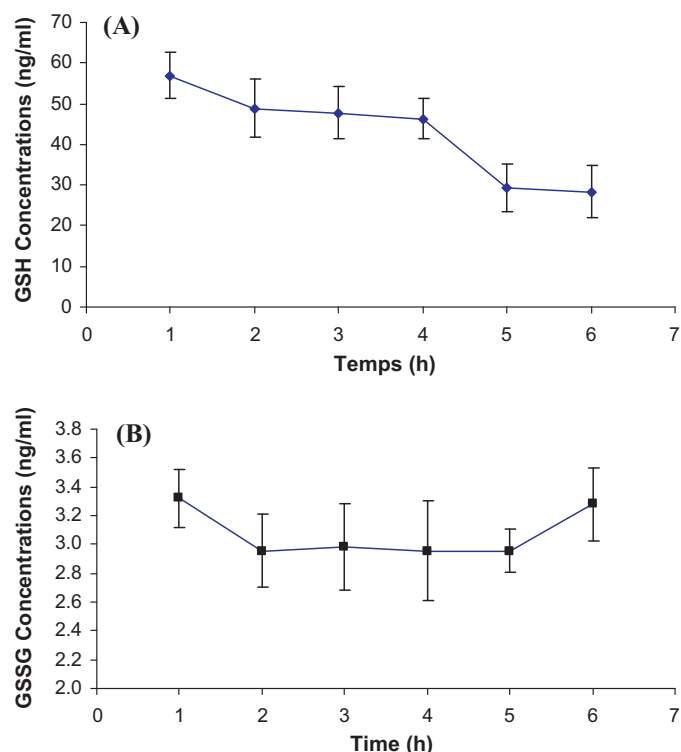 (A)
GSH Concentrations (ng/ml)
70
60
50
40
30
20
10
0
0 1 2 3 4 5 6 7
Temps (h)
(B)
GSSG Concentrations (ng/ml)
3.8
3.6
3.4
3.2
3.0
2.8
2.6
2.4
2.2
2.0
0 1 2 3 4 5 6 7
Time (h)